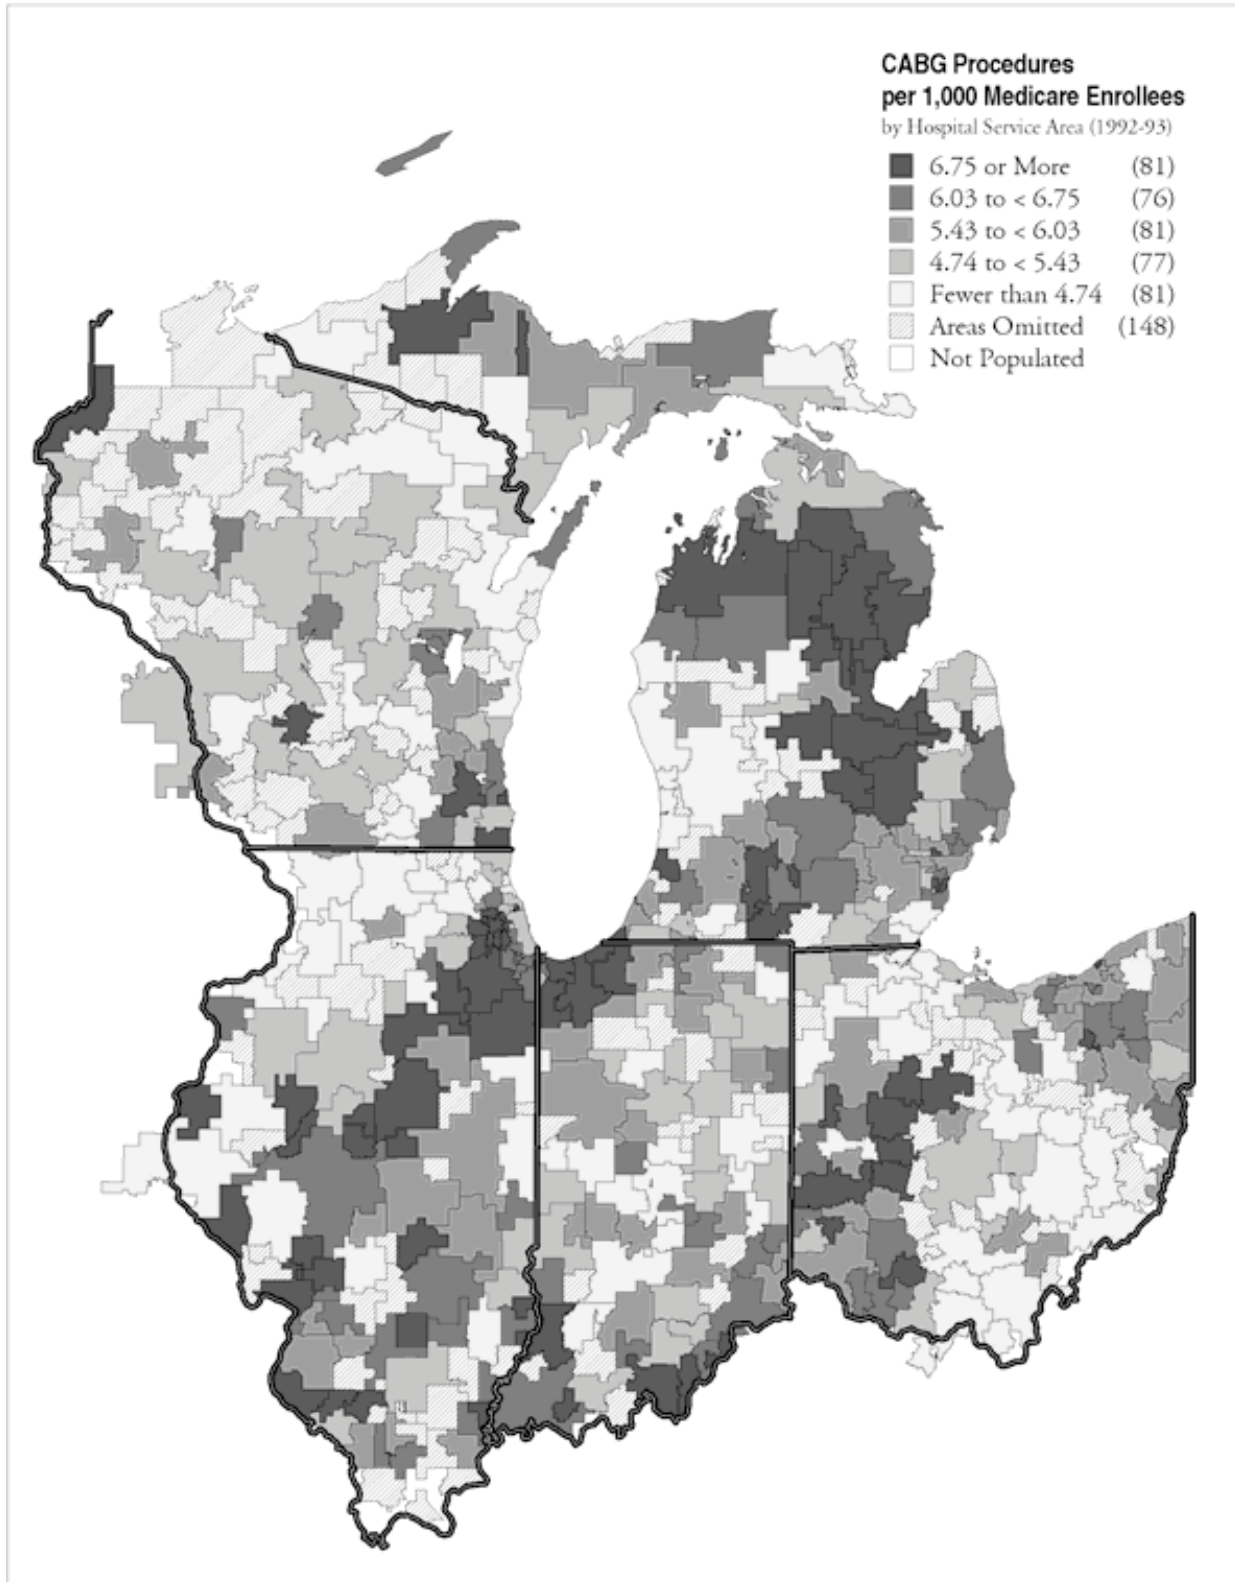 CABG Procedures
per 1,000 Medicare Enrollees
by Hospital Service Area (1992-93)
6.75 or More (81)
6.03 to < 6.75 (76)
5.43 to < 6.03 (81)
4.74 to < 5.43 (77)
Fewer than 4.74 (81)
Areas Omitted (148)
Not Populated